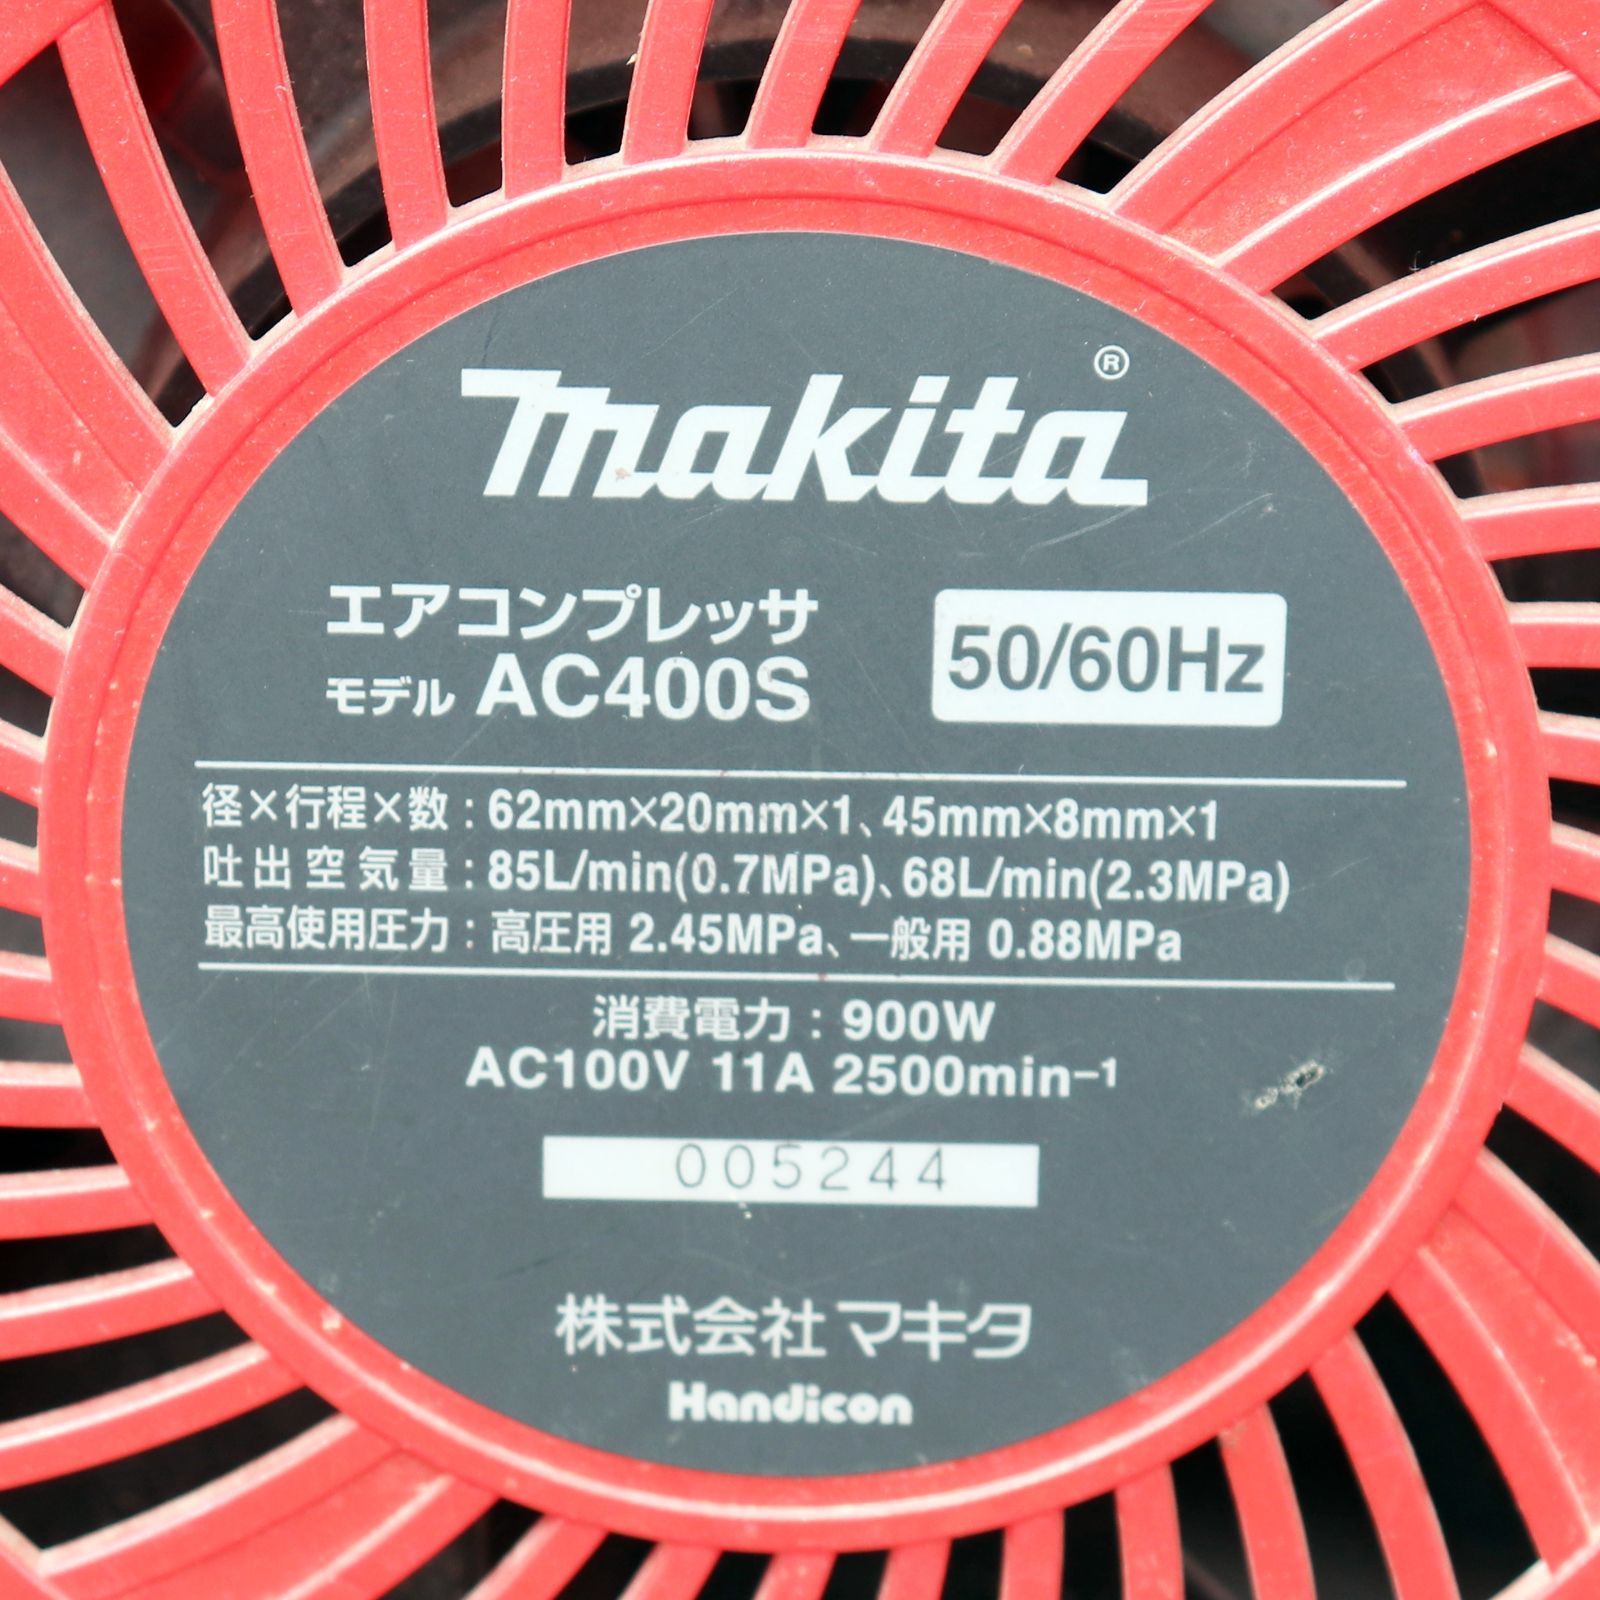 makita®
エアコンプレッサ
モデル AC400S
50/60Hz
径×行程×数：62mm×20mm×1、45mm×8mm×1
吐出空気量：85L/min(0.7MPa)、68L/min(2.3MPa)
最高使用圧力：高圧用 2.45MPa、一般用 0.88MPa
消費電力：900W
AC100V 11A 2500min−1
005244
株式会社マキタ
Handicon